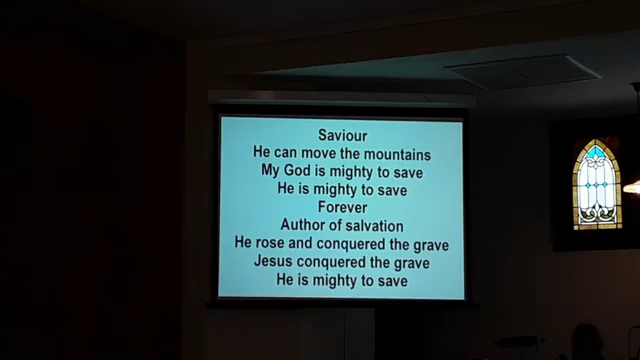 Saviour
He can move the mountains
My God is mighty to save
He is mighty to save
Forever
Author of salvation
He rose and conquered the grave
Jesus conquered the grave
He is mighty to save